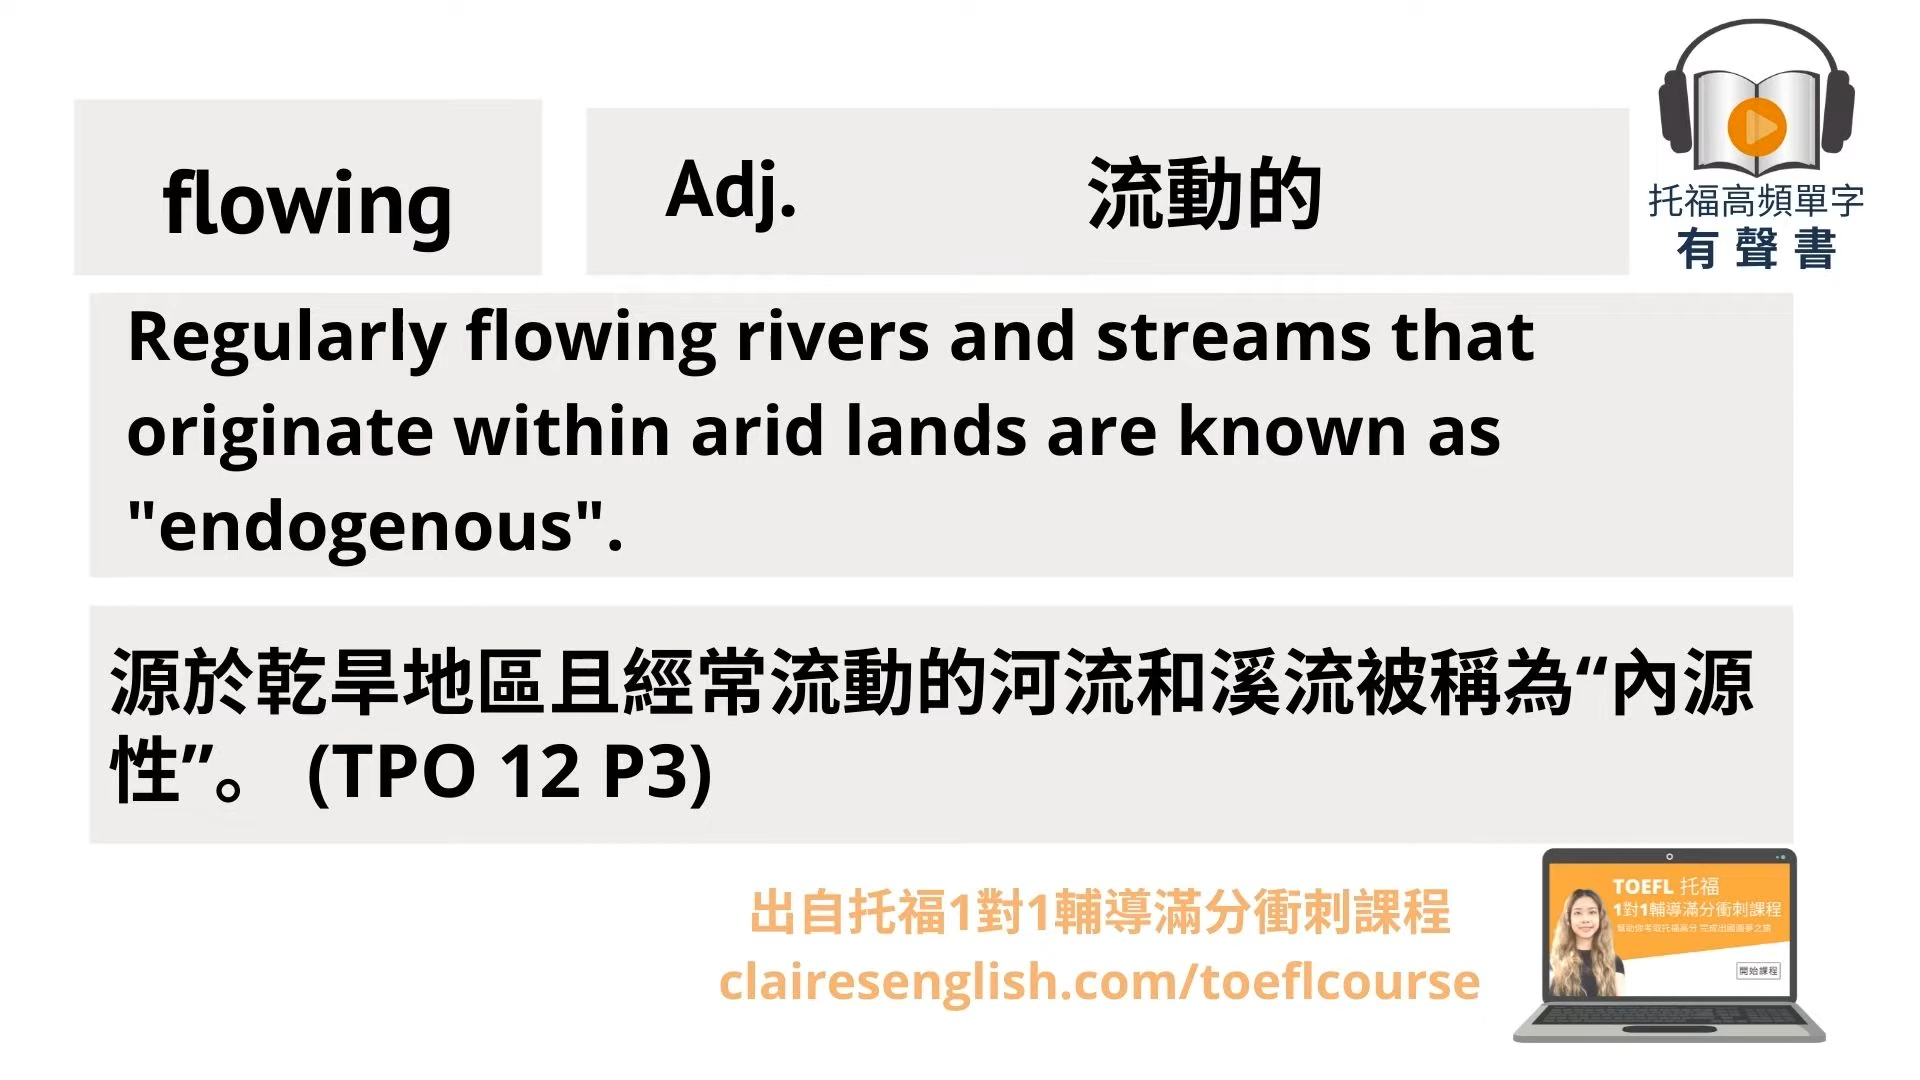 flowing
Adj.
流動的
托福高頻單字
有聲書
Regularly flowing rivers and streams that
originate within arid lands are known as
"endogenous".
源於乾旱地區且經常流動的河流和溪流被稱為“內源
性”。 (TPO 12 P3)
出自托福1對1輔導滿分衝刺課程
clairesenglish.com/toeflcourse
TOEFL 托福
1對1輔導滿分衝刺課程
開始課程